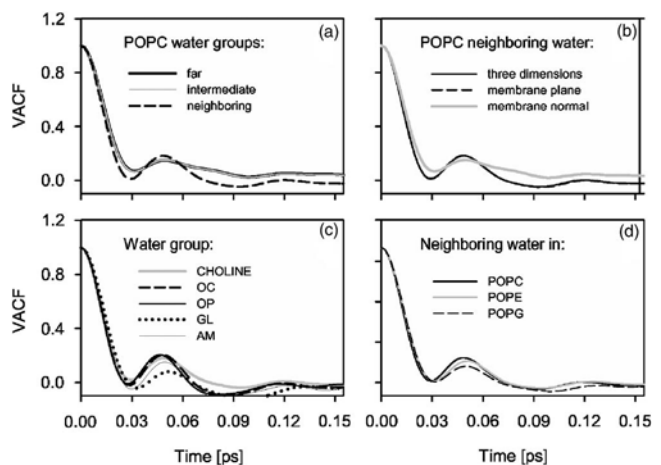 1.2
0.8
0.4
0.0
VACF
POPC water groups:
(a)
far
intermediate
neighboring
POPC neighboring water:
(b)
three dimensions
membrane plane
membrane normal
1.2
0.8
0.4
0.0
VACF
Water group:
(c)
CHOLINE
OC
OP
GL
AM
Neighboring water in:
(d)
POPC
POPE
POPG
0.00 0.03 0.06 0.09 0.12 0.15
0.00 0.03 0.06 0.09 0.12 0.15
Time [ps]
Time [ps]